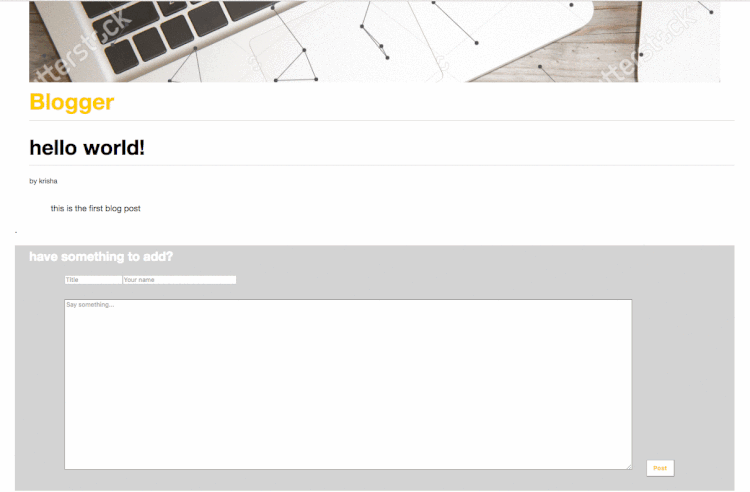 utterstock
utterstock
Blogger
hello world!
by krisha
this is the first blog post
-
have something to add?
Title Your name
Say something...
Post